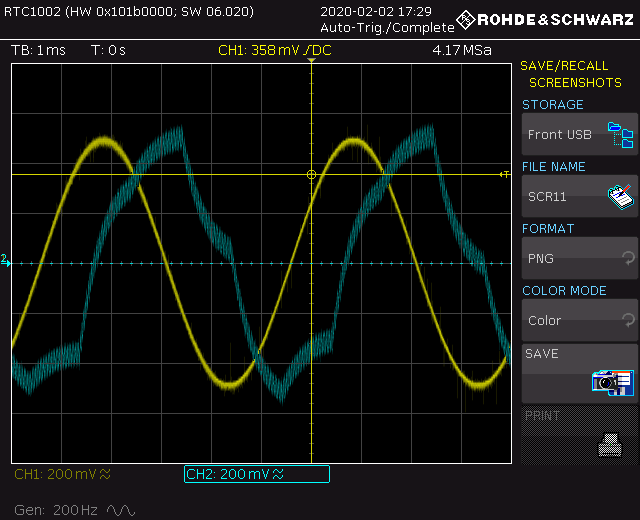 RTC1002 (HW 0x101b0000; SW 06.020)
2020-02-02 17:29
Auto-Trig./Complete
ROHDE&SCHWARZ
TB: 1 ms
T: 0 s
CH1: 358 mV / DC
4.17 MSa
SAVE/RECALL
SCREENSHOTS
STORAGE
Front USB
FILE NAME
SCR11
FORMAT
PNG
COLOR MODE
Color
SAVE
PRINT
2
T
CH1: 200 mV
CH2: 200 mV
Gen: 200 Hz